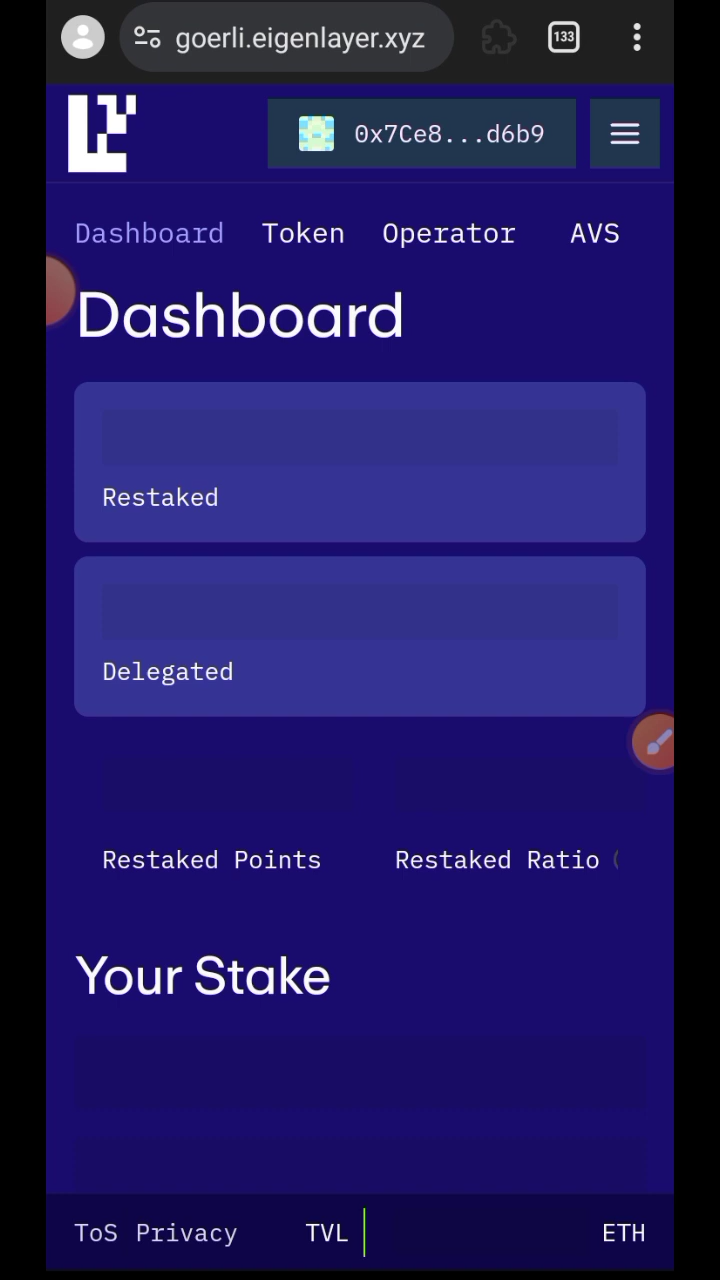 goerli.eigenlayer.xyz
133
0x7Ce8...d6b9
Dashboard Token Operator AVS
Dashboard
Restaked
Delegated
Restaked Points Restaked Ratio
Your Stake
ToS Privacy TVL ETH